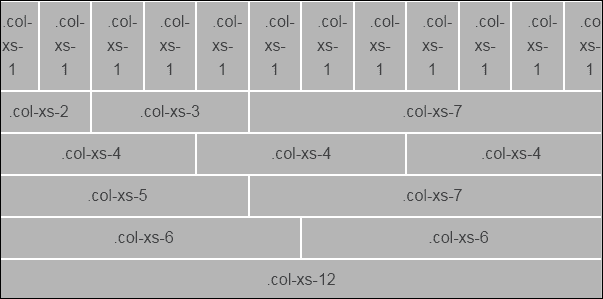 .col-
xs-
1
.col-
xs-
1
.col-
xs-
1
.col-
xs-
1
.col-
xs-
1
.col-
xs-
1
.col-
xs-
1
.col-
xs-
1
.col-
xs-
1
.col-
xs-
1
.col-
xs-
1
.co
xs-
1
.col-xs-2
.col-xs-3
.col-xs-7
.col-xs-4
.col-xs-4
.col-xs-4
.col-xs-5
.col-xs-7
.col-xs-6
.col-xs-6
.col-xs-12